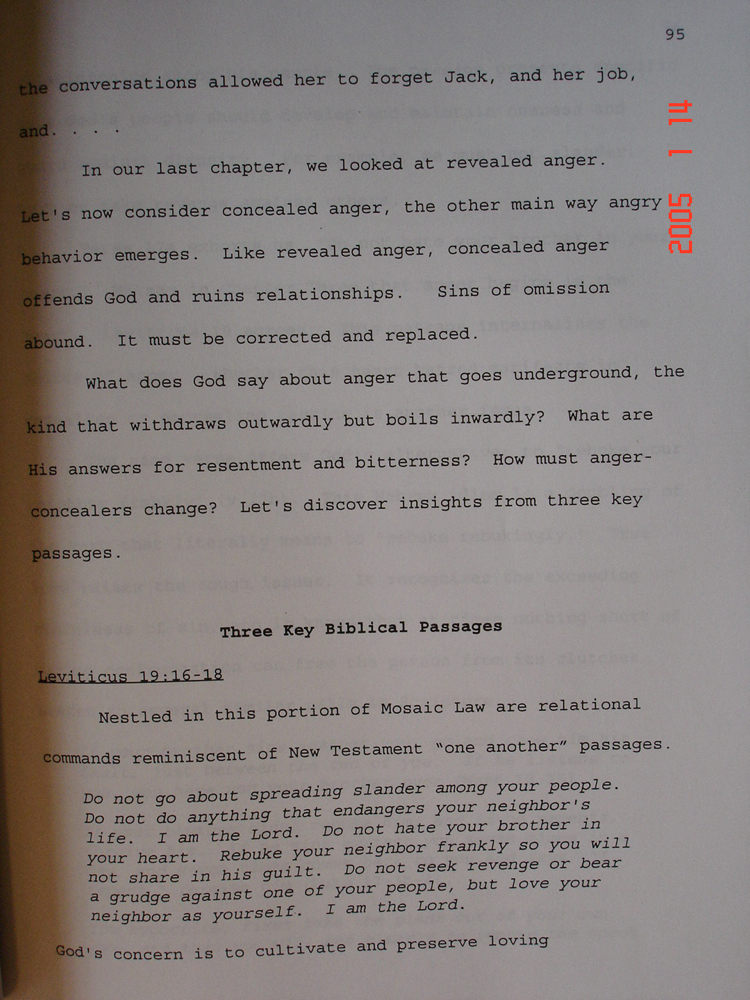 95
the conversations allowed her to forget Jack, and her job,
and. . . .
In our last chapter, we looked at revealed anger.
Let's now consider concealed anger, the other main way angry
behavior emerges. Like revealed anger, concealed anger
offends God and ruins relationships. Sins of omission
abound. It must be corrected and replaced.
What does God say about anger that goes underground, the
kind that withdraws outwardly but boils inwardly? What are
His answers for resentment and bitterness? How must anger-
concealers change? Let's discover insights from three key
passages.
Three Key Biblical Passages
Leviticus 19:16-18
Nestled in this portion of Mosaic Law are relational
commands reminiscent of New Testament “one another” passages.
Do not go about spreading slander among your people.
Do not do anything that endangers your neighbor's
life. I am the Lord. Do not hate your brother in
your heart. Rebuke your neighbor frankly so you will
not share in his guilt. Do not seek revenge or bear
a grudge against one of your people, but love your
neighbor as yourself. I am the Lord.
God's concern is to cultivate and preserve loving
2005 1 14